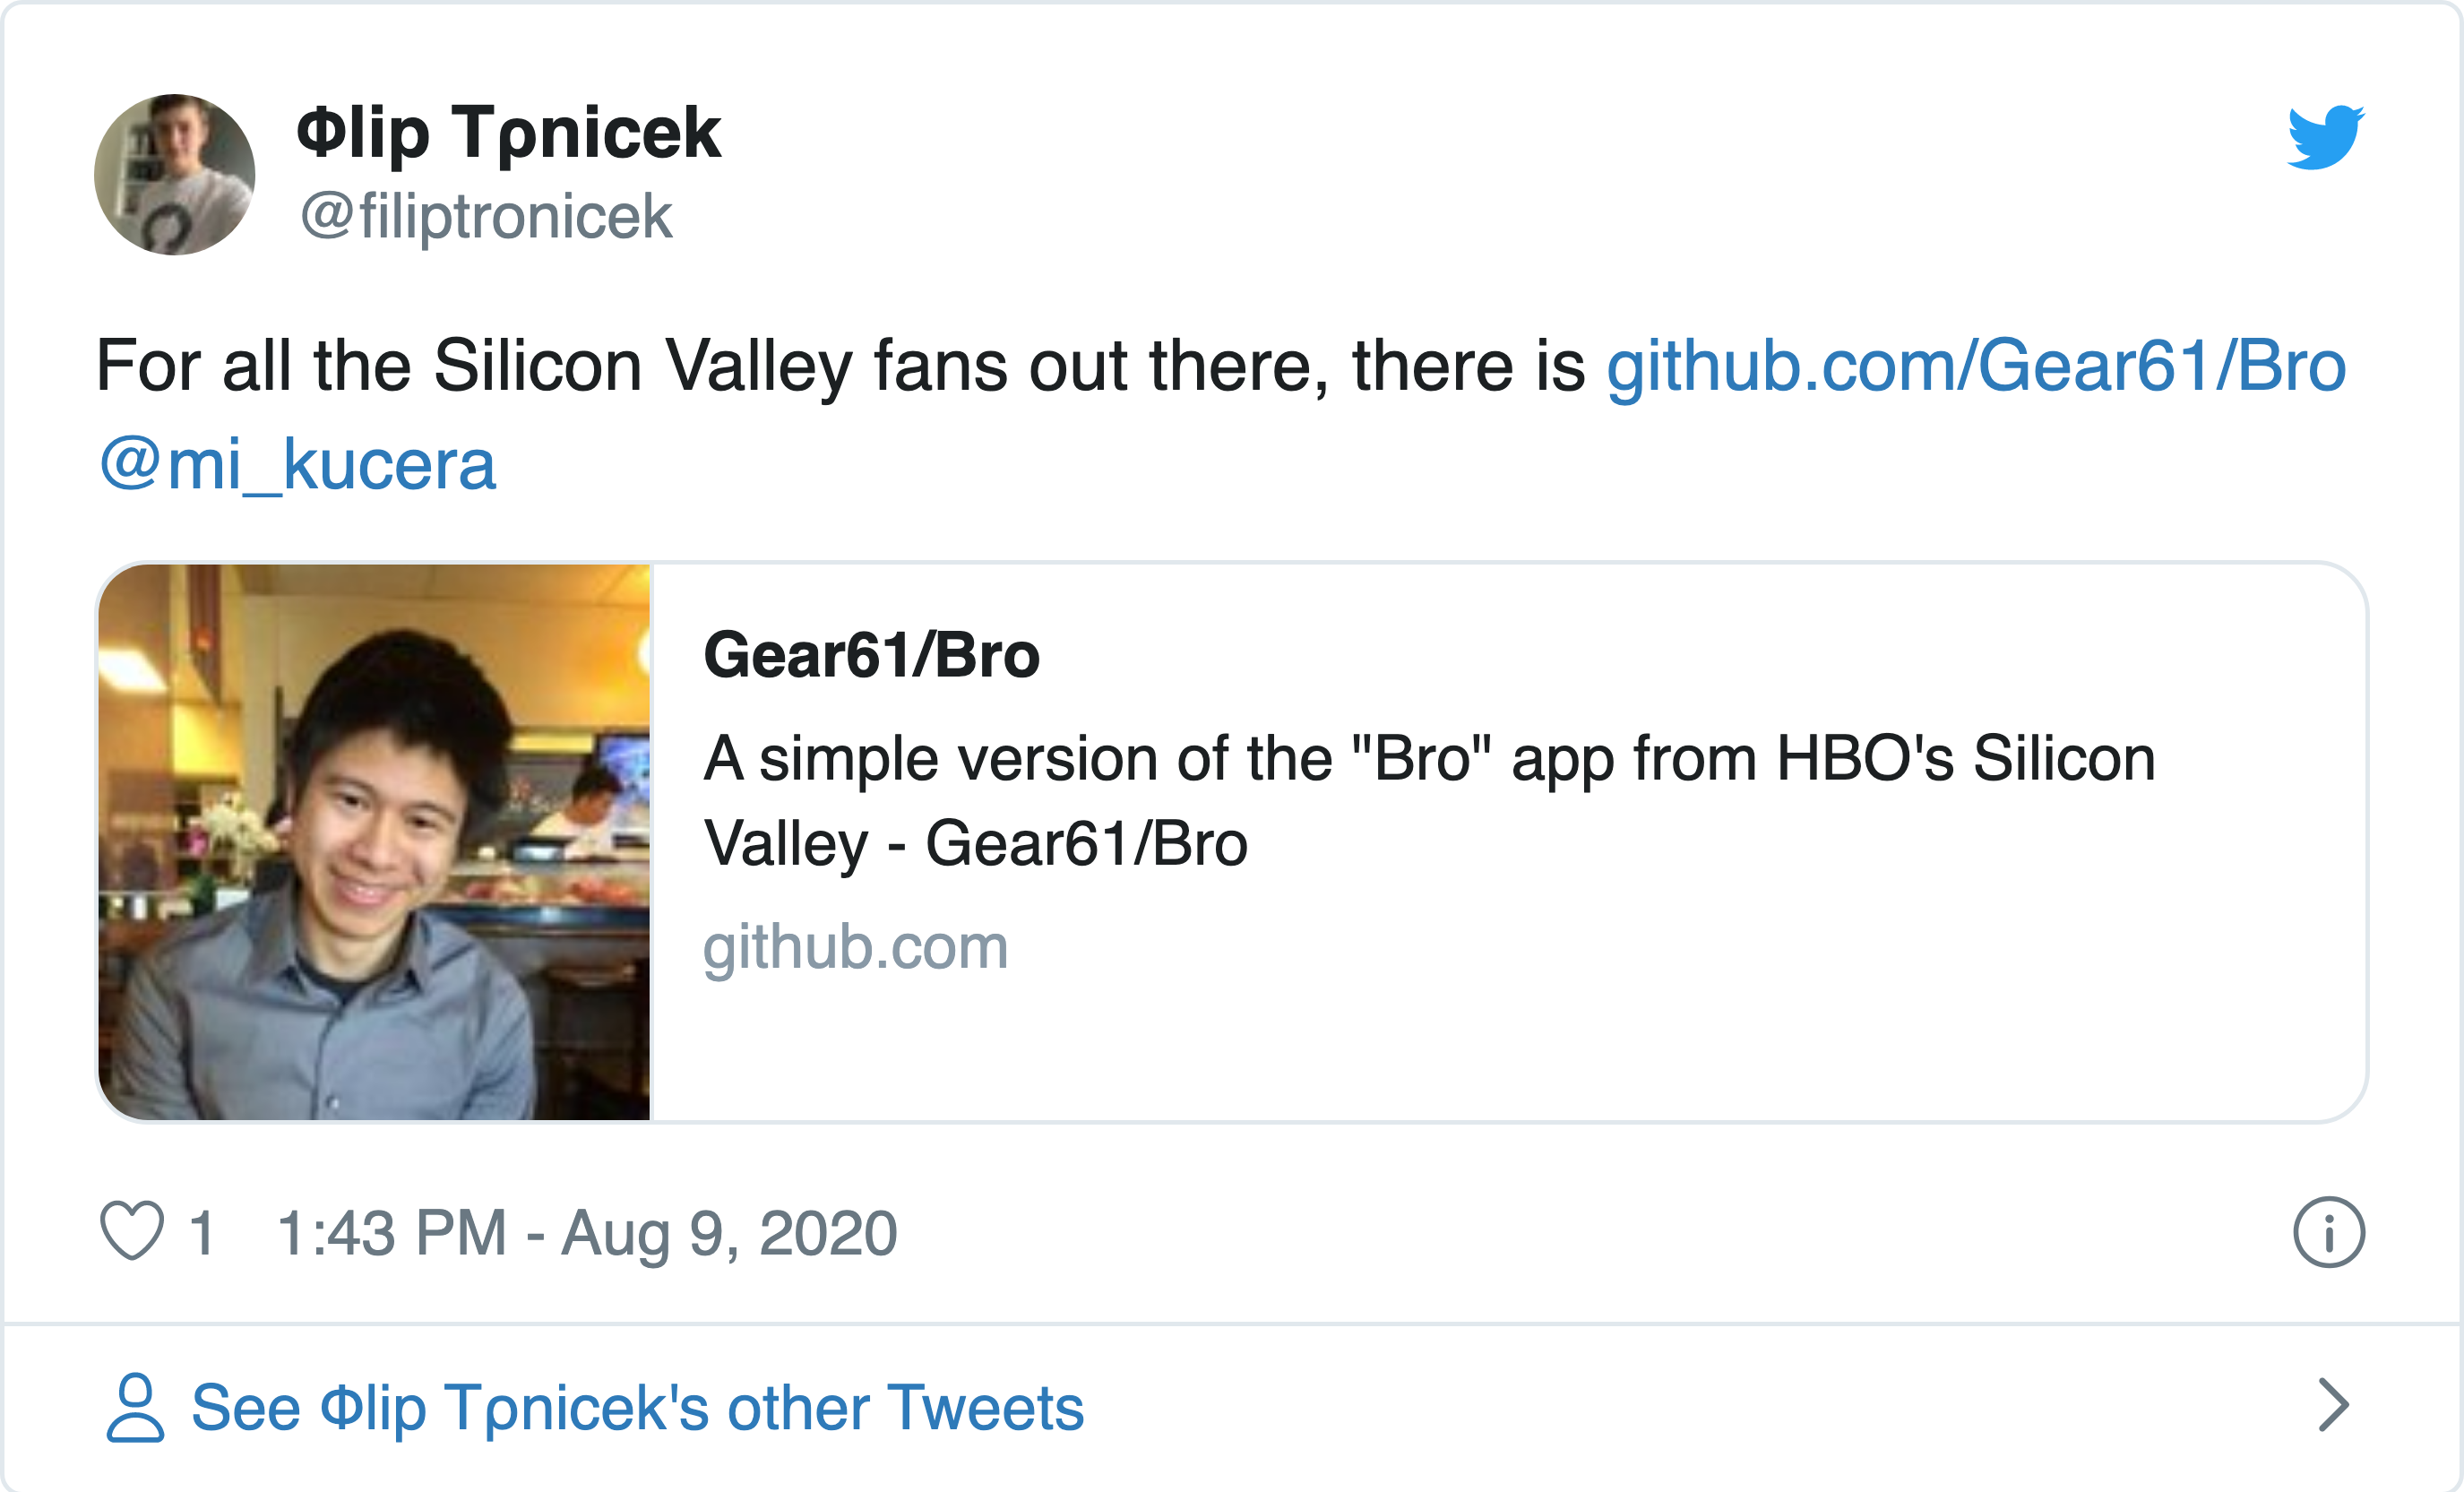 Φlip Tρnicek
@filiptronicek
For all the Silicon Valley fans out there, there is github.com/Gear61/Bro
@mi_kucera
Gear61/Bro
A simple version of the "Bro" app from HBO's Silicon
Valley - Gear61/Bro
github.com
1 1:43 PM - Aug 9, 2020
See Φlip Tρnicek's other Tweets